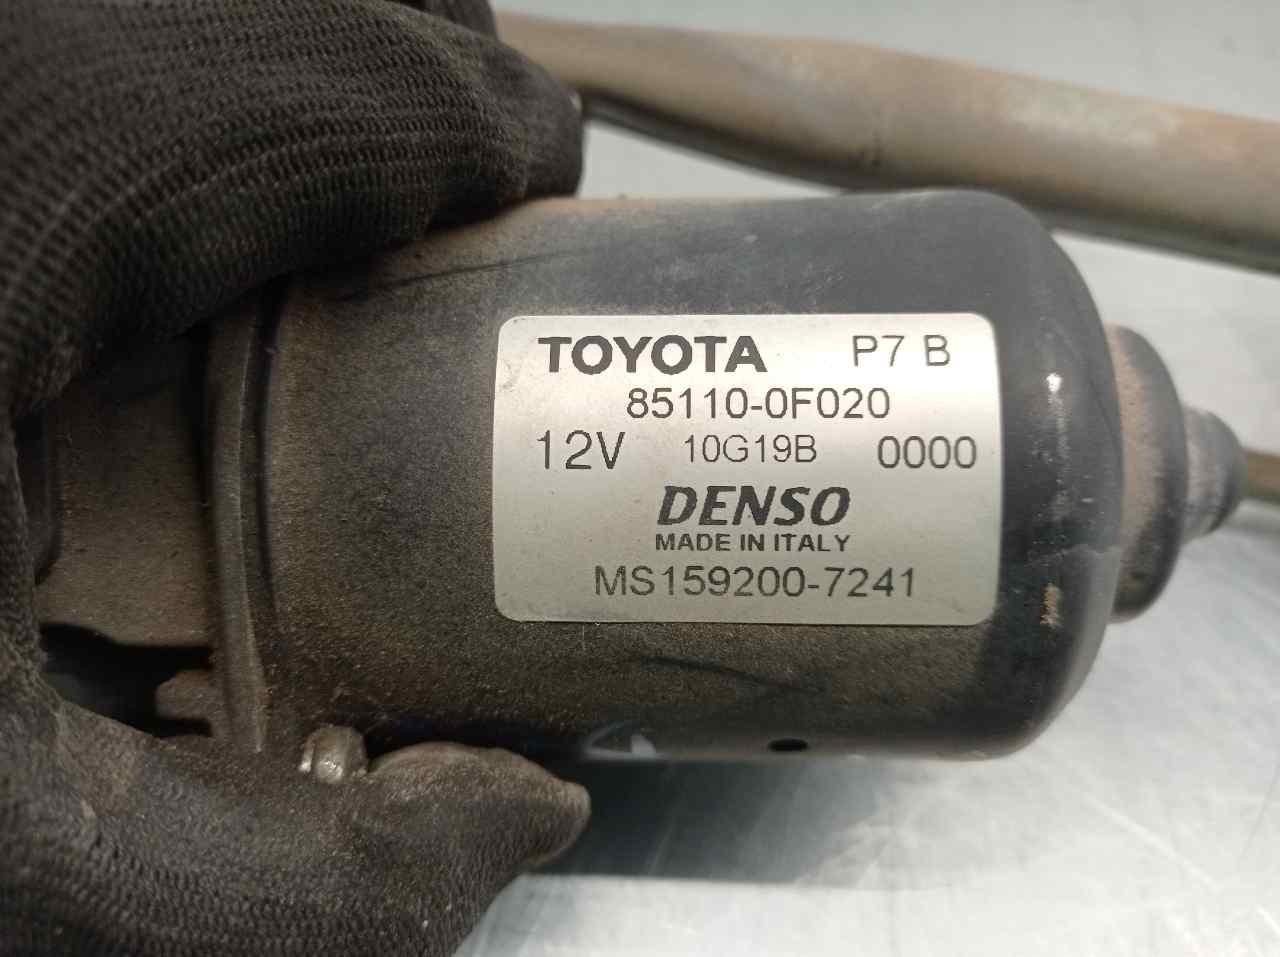 TOYOTA P7 B
85110-0F020
12V 10G19B 0000
DENSO
MADE IN ITALY
MS159200-7241